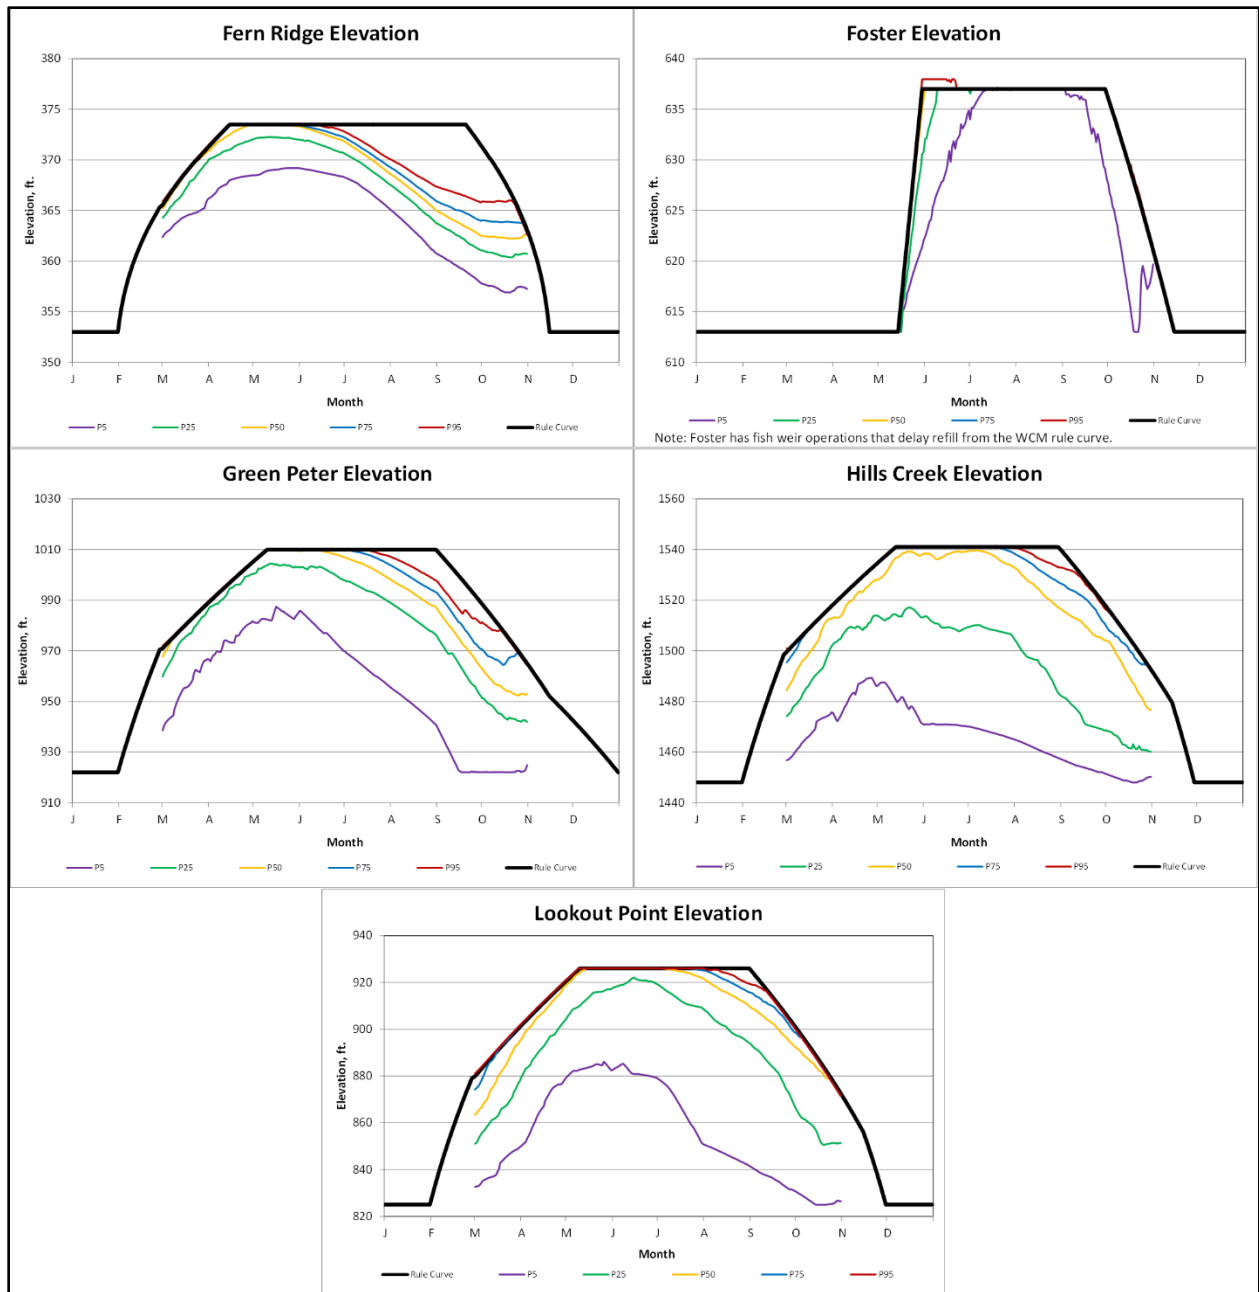 Fern Ridge Elevation
380
375
370
365
360
355
350
Elevation, ft.
J F M A M J J A S O N D
Month
P5 P25 P50 P75 P95 Rule Curve
Foster Elevation
640
635
630
625
620
615
610
Elevation, ft.
J F M A M J J A S O N D
Month
P5 P25 P50 P75 P95 Rule Curve
Note: Foster has fish weir operations that delay refill from the WCM rule curve.
Green Peter Elevation
1030
1010
990
970
950
930
910
Elevation, ft.
J F M A M J J A S O N D
Month
P5 P25 P50 P75 P95 Rule Curve
Hills Creek Elevation
1560
1540
1520
1500
1480
1460
1440
Elevation, ft.
J F M A M J J A S O N D
Month
P5 P25 P50 P75 P95 Rule Curve
Lookout Point Elevation
940
920
900
880
860
840
820
Elevation, ft.
J F M A M J J A S O N D
Month
Rule Curve P5 P25 P50 P75 P95